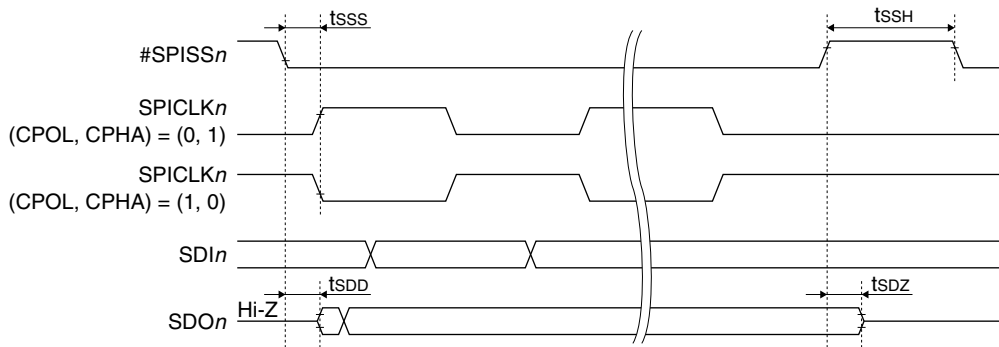 tSSS
tSSH
#SPISSn
SPICLKn
(CPOL, CPHA) = (0, 1)
SPICLKn
(CPOL, CPHA) = (1, 0)
SDIn
tSDD
tSDZ
Hi-Z
SDOn